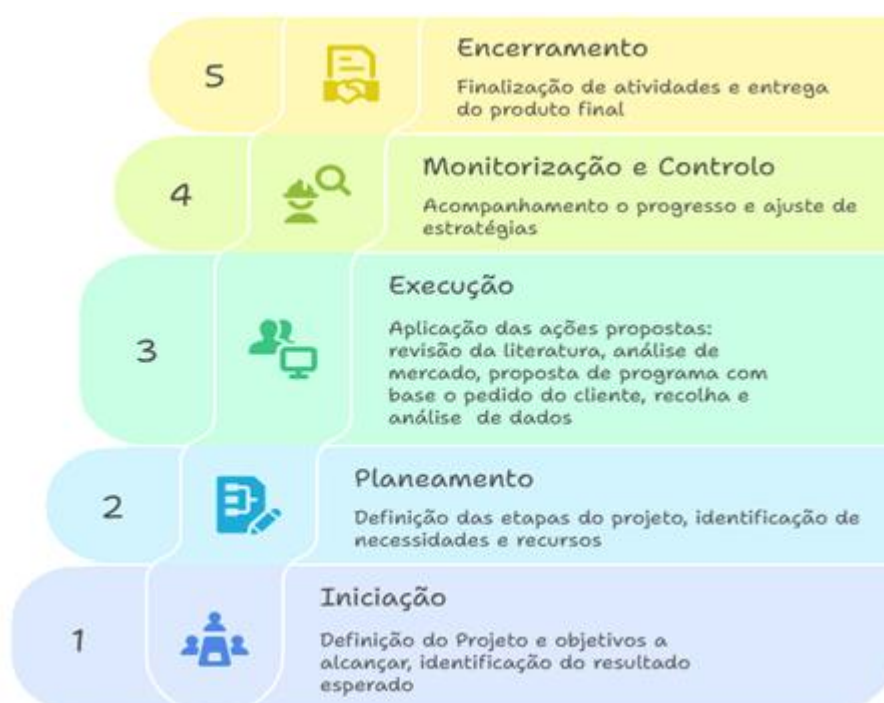 5
Encerramento
Finalização de atividades e entrega
do produto final
4
Monitorização e Controlo
Acompanhamento o progresso e ajuste de
estratégias
3
Execução
Aplicação das ações propostas:
revisão da literatura, análise de
mercado, proposta de programa com
base o pedido do cliente, recolha e
análise de dados
2
Planeamento
Definição das etapas do projeto, identificação de
necessidades e recursos
1
Iniciação
Definição do Projeto e objetivos a
alcançar, identificação do resultado
esperado